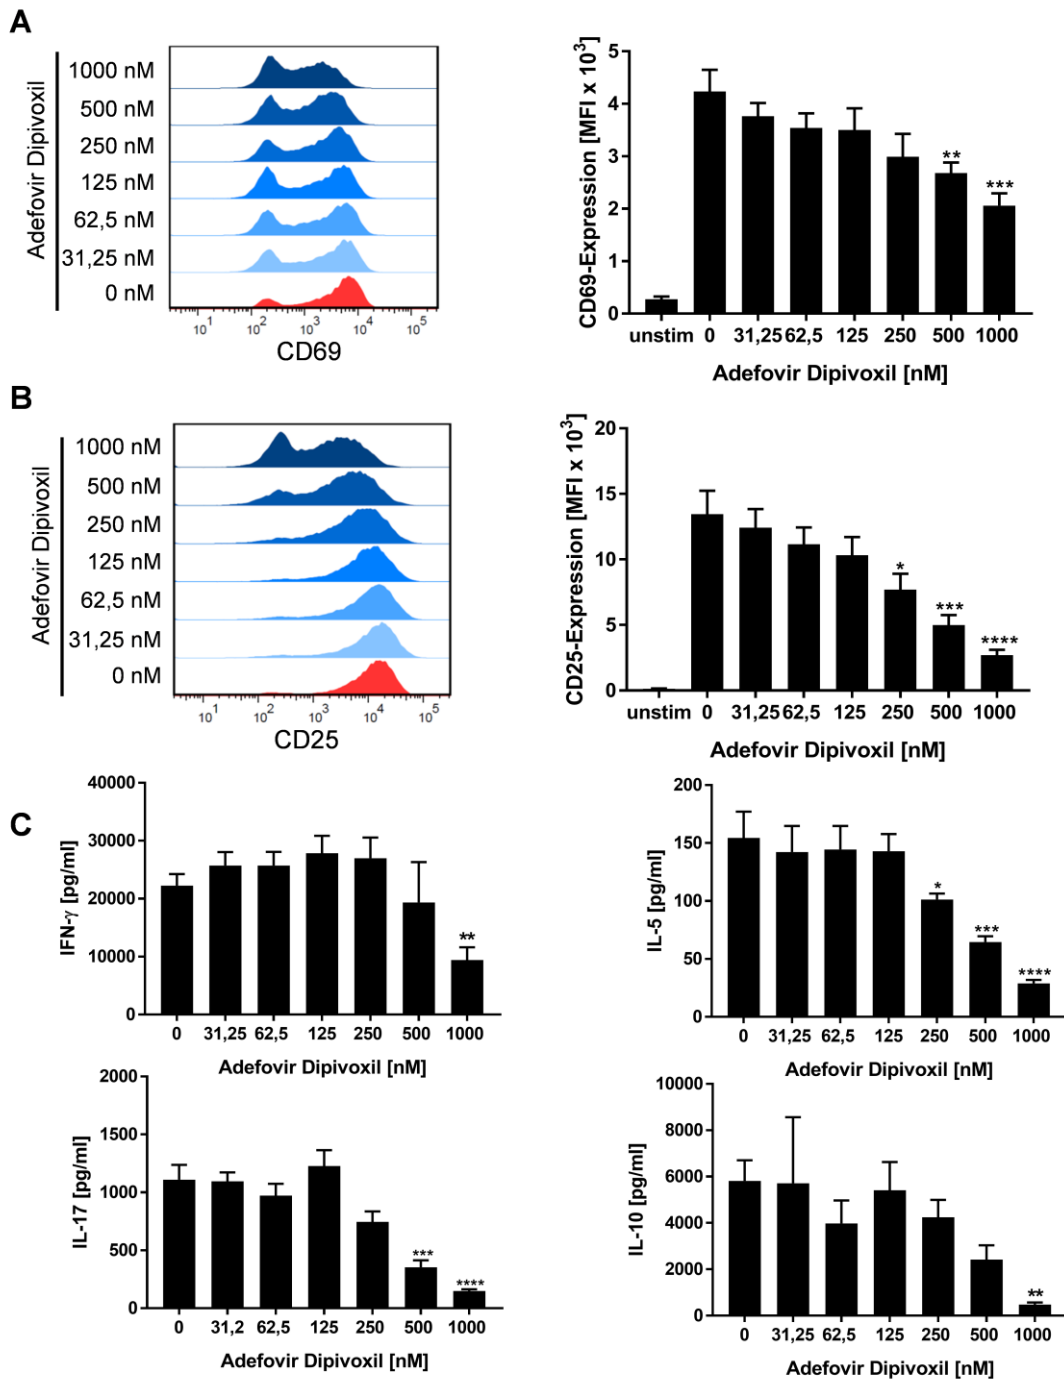 A
Adefovir Dipivoxil
1000 nM
500 nM
250 nM
125 nM
62,5 nM
31,25 nM
0 nM
10^1 10^2 10^3 10^4 10^5
CD69
CD69-Expression [MFI x 10^3]
5
4
3
2
1
0
** ***
unstim 0 31,25 62,5 125 250 500 1000
Adefovir Dipivoxil [nM]
B
Adefovir Dipivoxil
1000 nM
500 nM
250 nM
125 nM
62,5 nM
31,25 nM
0 nM
10^1 10^2 10^3 10^4 10^5
CD25
CD25-Expression [MFI x 10^3]
20
15
10
5
0
* *** ****
unstim 0 31,25 62,5 125 250 500 1000
Adefovir Dipivoxil [nM]
C
IFN-γ [pg/ml]
40000
30000
20000
10000
0
**
0 31,25 62,5 125 250 500 1000
Adefovir Dipivoxil [nM]
IL-5 [pg/ml]
200
150
100
50
0
* *** ****
0 31,25 62,5 125 250 500 1000
Adefovir Dipivoxil [nM]
IL-17 [pg/ml]
2000
1500
1000
500
0
*** ****
0 31,2 62,5 125 250 500 1000
Adefovir Dipivoxil [nM]
IL-10 [pg/ml]
10000
8000
6000
4000
2000
0
**
0 31,25 62,5 125 250 500 1000
Adefovir Dipivoxil [nM]